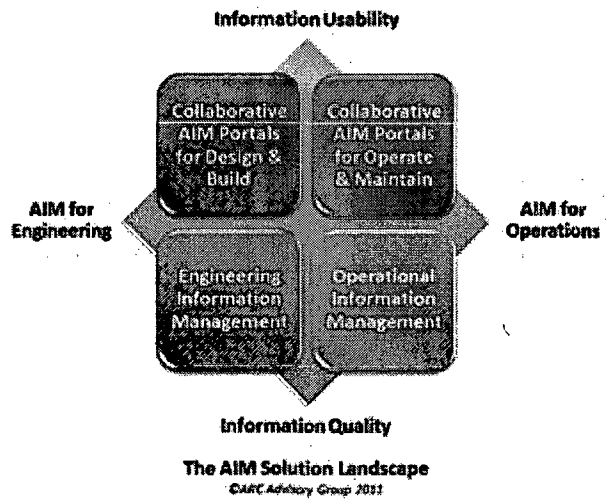 Information Usability
Collaborative
AIM Portals
for Design &
Build
Collaborative
AIM Portals
for Operate
& Maintain
AIM for
Engineering
AIM for
Operations
Engineering
Information
Management
Operational
Information
Management
Information Quality
The AIM Solution Landscape
©ARC Advisory Group 2011